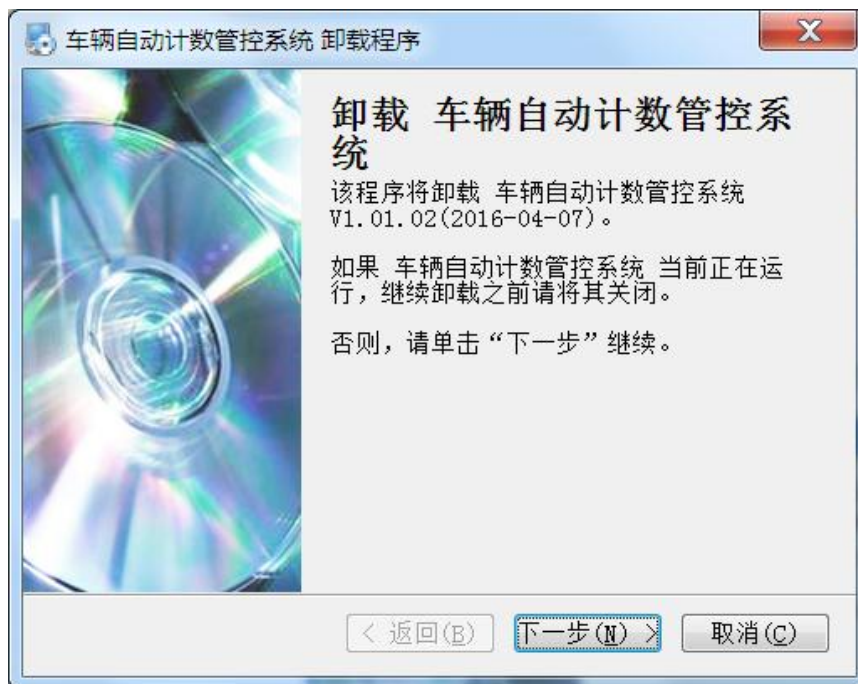 车辆自动计数管控系统 卸载程序
卸载 车辆自动计数管控系
统
该程序将卸载 车辆自动计数管控系统
V1.01.02(2016-04-07)。
如果 车辆自动计数管控系统 当前正在运
行，继续卸载之前请将其关闭。
否则，请单击“下一步”继续。
< 返回(B) 下一步(N) > 取消(C)